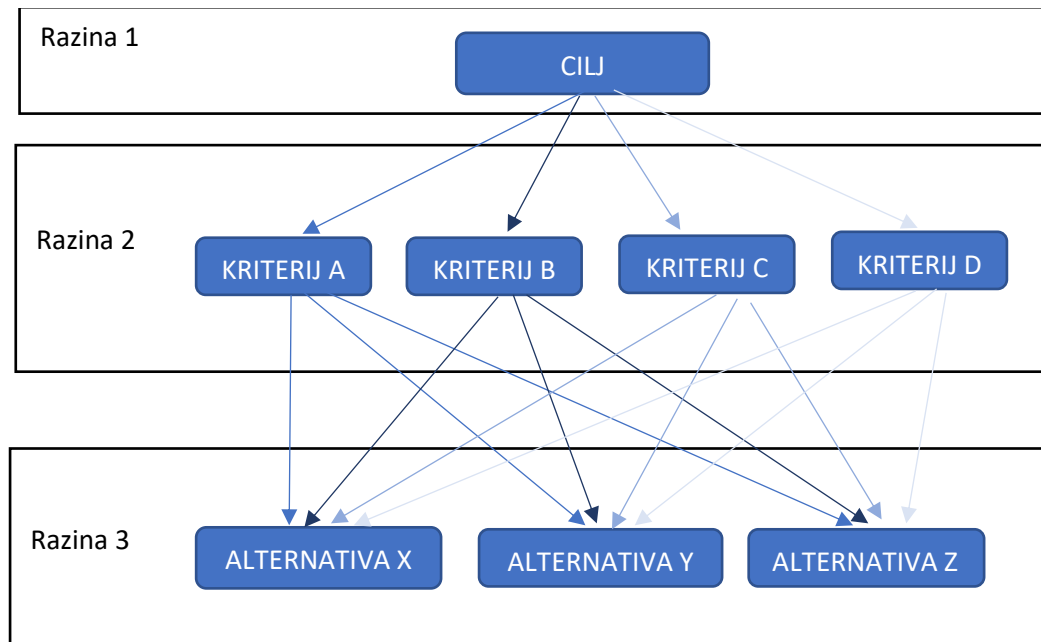 Razina 1
CILJ
Razina 2
KRITERIJ A
KRITERIJ B
KRITERIJ C
KRITERIJ D
Razina 3
ALTERNATIVA X
ALTERNATIVA Y
ALTERNATIVA Z